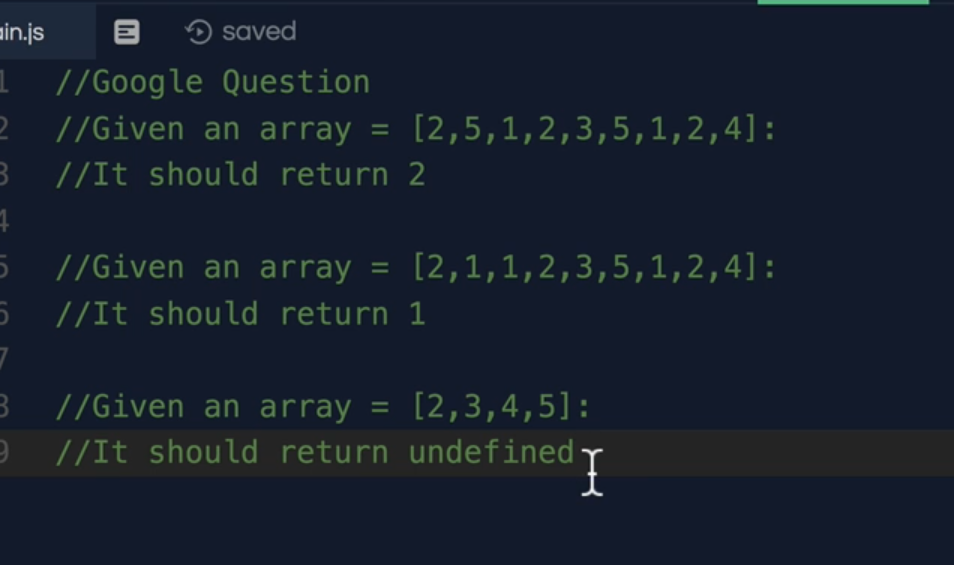 ain.js saved
1 //Google Question
2 //Given an array = [2,5,1,2,3,5,1,2,4]:
3 //It should return 2
4
5 //Given an array = [2,1,1,2,3,5,1,2,4]:
6 //It should return 1
7
8 //Given an array = [2,3,4,5]:
9 //It should return undefined